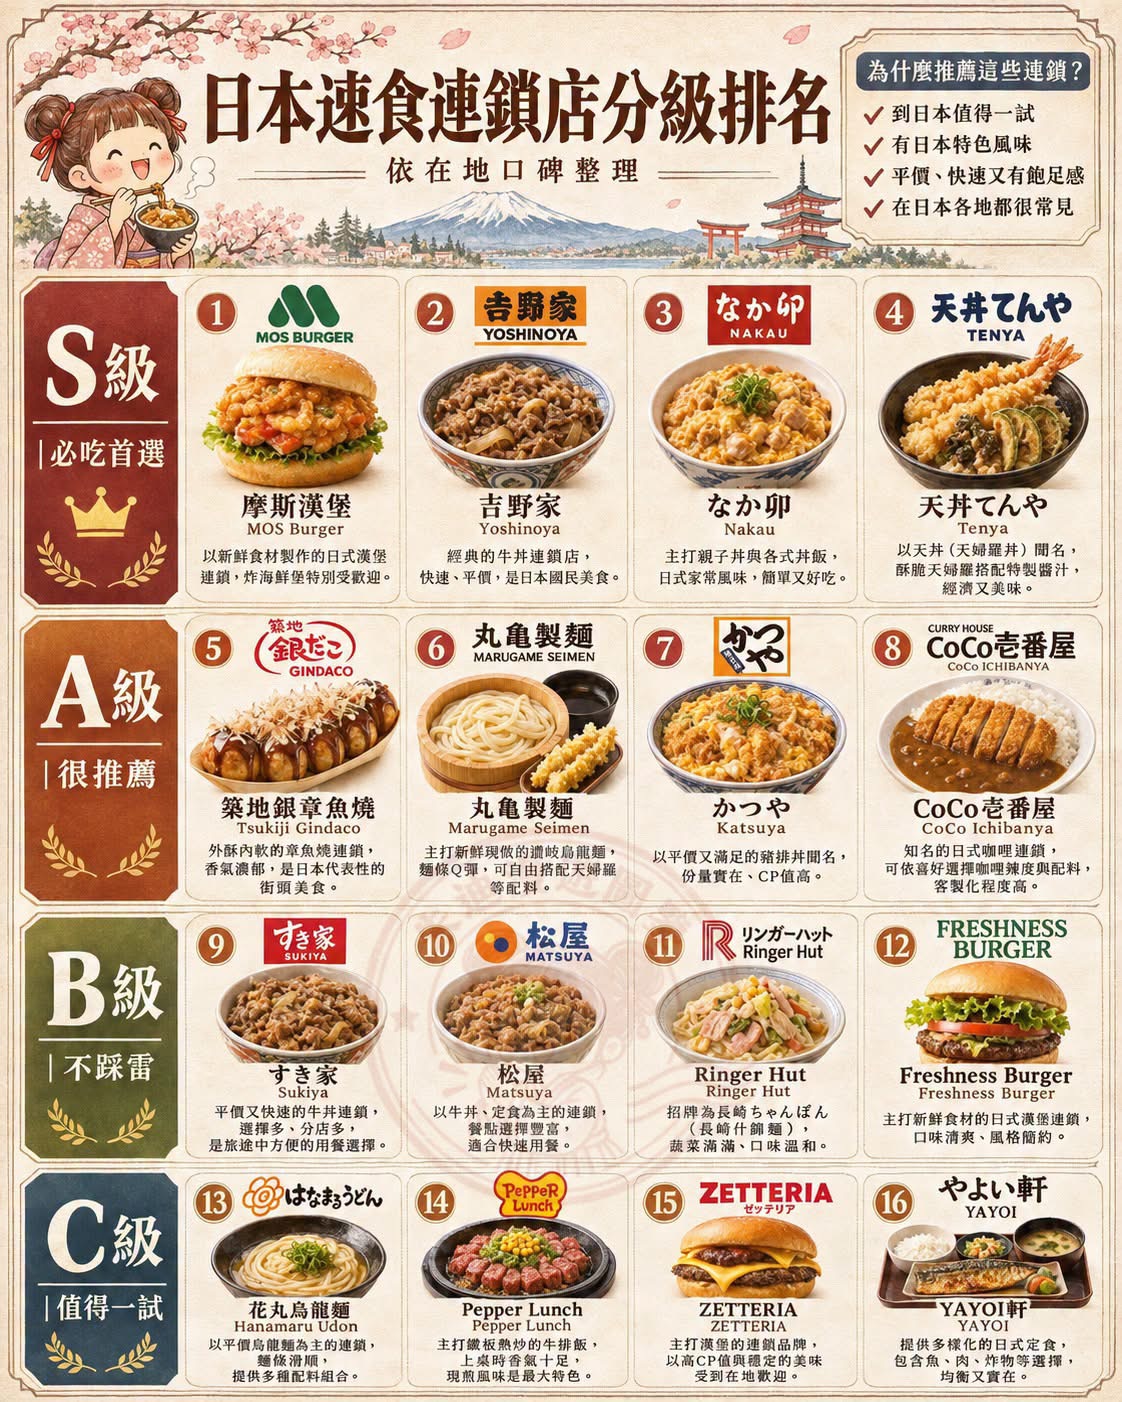 日本速食連鎖店分級排名
依在地口碑整理
為什麼推薦這些連鎖？
到日本值得一試
有日本特色風味
平價、快速又有飽足感
在日本各地都很常見
S級
必吃首選
1
MOS BURGER
摩斯漢堡
MOS Burger
以新鮮食材製作的日式漢堡
連鎖，炸海鮮堡特別受歡迎。
2
吉野家
YOSHINOYA
吉野家
Yoshinoya
經典的牛丼連鎖店，
快速、平價，是日本國民美食。
3
なか卯
NAKAU
なか卯
Nakau
主打親子丼與各式丼飯，
日式家常風味，簡單又好吃。
4
天丼てんや
TENYA
天丼てんや
Tenya
以天丼（天婦羅丼）聞名，
酥脆天婦羅搭配特製醬汁，
經濟又美味。
A級
很推薦
5
築地
銀だこ
GINDACO
築地銀章魚燒
Tsukiji Gindaco
外酥內軟的章魚燒連鎖，
香氣濃郁，是日本代表性的
街頭美食。
6
丸亀製麺
MARUGAME SEIMEN
丸亀製麵
Marugame Seimen
主打新鮮現做的讚岐烏龍麵，
麵條Q彈，可自由搭配天婦羅
等配料。
7
かつや
かつや
Katsuya
以平價又滿足的豬排丼聞名，
份量實在、CP值高。
8
CURRY HOUSE
CoCo壱番屋
CoCo ICHIBANYA
CoCo壱番屋
CoCo Ichibanya
知名的日式咖哩連鎖，
可依喜好選擇咖哩辣度與配料，
客製化程度高。
B級
不踩雷
9
すき家
SUKIYA
すき家
Sukiya
平價又快速的牛丼連鎖，
選擇多、分店多，
是旅途中方便的用餐選擇。
10
松屋
MATSUYA
松屋
Matsuya
以牛丼、定食為主的連鎖，
餐點選擇豐富，
適合快速用餐。
11
リンガーハット
Ringer Hut
Ringer Hut
Ringer Hut
招牌為長崎ちゃんぽん
（長崎什錦麵），
蔬菜滿滿、口味溫和。
12
FRESHNESS
BURGER
Freshness Burger
Freshness Burger
主打新鮮食材的日式漢堡連鎖，
口味清爽、風格簡約。
C級
值得一試
13
はなまるうどん
花丸烏龍麵
Hanamaru Udon
以平價烏龍麵為主的連鎖，
麵條滑順，
提供多種配料組合。
14
PEPPER
Lunch
Pepper Lunch
Pepper Lunch
主打鐵板熱炒的牛排飯，
上桌時香氣十足，
現煎風味是最大特色。
15
ZETTERIA
ゼッテリア
ZETTERIA
ZETTERIA
主打漢堡的連鎖品牌，
以高CP值與穩定的美味
受到在地歡迎。
16
やよい軒
YAYOI
YAYOI軒
YAYOI
提供多樣化的日式定食，
包含魚、肉、炸物等選擇，
均衡又實在。